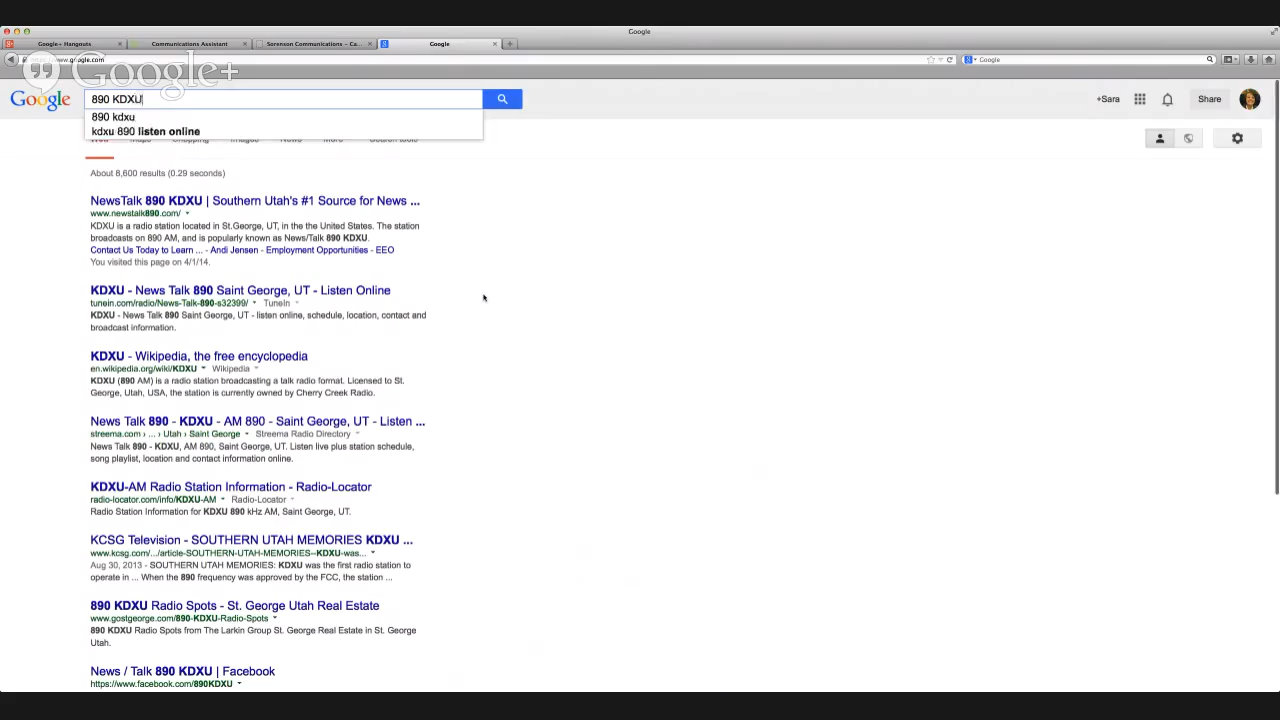 Google
Google+ Hangouts
Communications Assistant
Sorenson Communications – Ca...
Google
Google
Google+
Google
890 KDXU
+Sara
Share
890 kdxu
kdxu 890 listen online
About 8,600 results (0.29 seconds)
NewsTalk 890 KDXU | Southern Utah's #1 Source for News ...
www.newstalk890.com/
KDXU is a radio station located in St.George, UT, in the the United States. The station
broadcasts on 890 AM, and is popularly known as News/Talk 890 KDXU.
Contact Us Today to Learn ... - Andi Jensen - Employment Opportunities - EEO
You visited this page on 4/1/14.
KDXU - News Talk 890 Saint George, UT - Listen Online
tunein.com/radio/News-Talk-890-s32399/ TuneIn
KDXU - News Talk 890 Saint George, UT - listen online, schedule, location, contact and
broadcast information.
KDXU - Wikipedia, the free encyclopedia
en.wikipedia.org/wiki/KDXU Wikipedia
KDXU (890 AM) is a radio station broadcasting a talk radio format. Licensed to St.
George, Utah, USA, the station is currently owned by Cherry Creek Radio.
News Talk 890 - KDXU - AM 890 - Saint George, UT - Listen ...
streema.com › ... › Utah › Saint George Streema Radio Directory
News Talk 890 - KDXU, AM 890, Saint George, UT. Listen live plus station schedule,
song playlist, location and contact information online.
KDXU-AM Radio Station Information - Radio-Locator
radio-locator.com/info/KDXU-AM Radio-Locator
Radio Station Information for KDXU 890 kHz AM, Saint George, UT.
KCSG Television - SOUTHERN UTAH MEMORIES KDXU ...
www.kcsg.com/.../article-SOUTHERN-UTAH-MEMORIES--KDXU-was...
Aug 30, 2013 - SOUTHERN UTAH MEMORIES: KDXU was the first radio station to
operate in ... When the 890 frequency was approved by the FCC, the station ...
890 KDXU Radio Spots - St. George Utah Real Estate
www.gostgeorge.com/890-KDXU-Radio-Spots
890 KDXU Radio Spots from The Larkin Group St. George Real Estate in St. George
Utah.
News / Talk 890 KDXU | Facebook
https://www.facebook.com/890KDXU